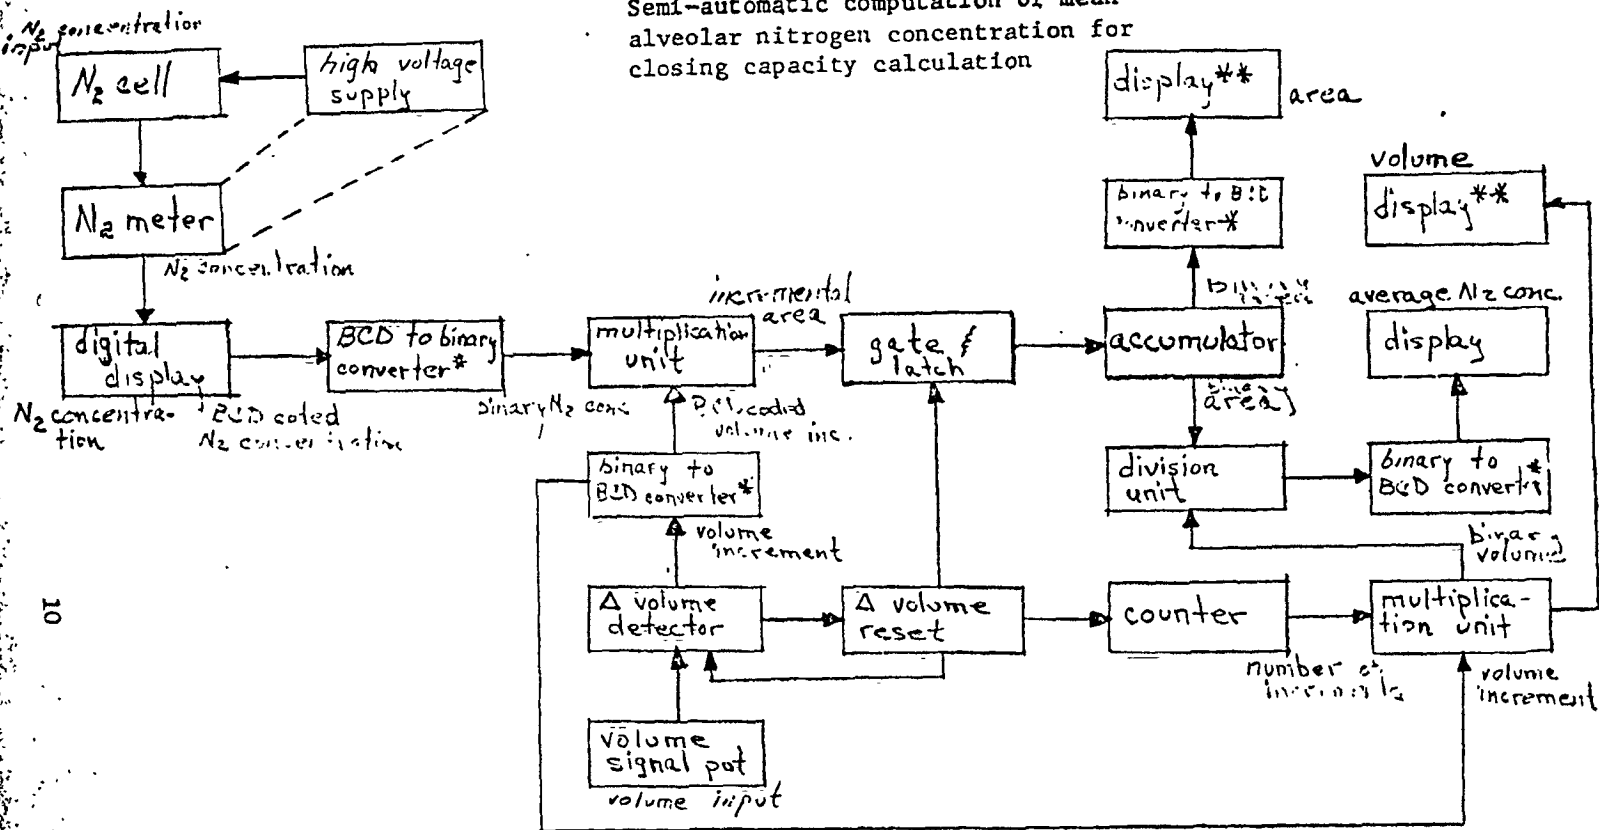 Semi-automatic computation of mean
alveolar nitrogen concentration for
closing capacity calculation
N2 concentration
input
N2 cell
high voltage
supply
N2 meter
N2 concentration
digital
display
N2 concentra-
tion
BCD coded
N2 concentration
BCD to binary
converter*
binary N2 conc
multiplication
unit
incremental
area
gate &
latch
accumulator
binary
area
binary to BCD
converter*
display**
area
volume
display**
average N2 conc.
display
binary
area
division
unit
binary to
BCD converter*
binary
volume
BCD coded
volume inc.
binary to
BCD converter*
volume
increment
Δ volume
detector
Δ volume
reset
counter
number of
increments
multiplica-
tion unit
volume
increment
volume
signal pot
volume input
10